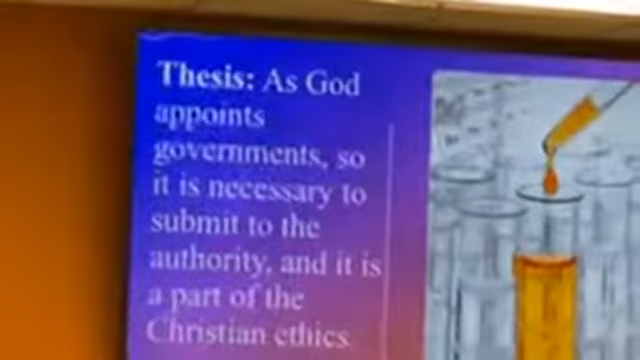 Thesis: As God
appoints
governments, so
it is necessary to
submit to the
authority, and it is
a part of the
Christian ethics.